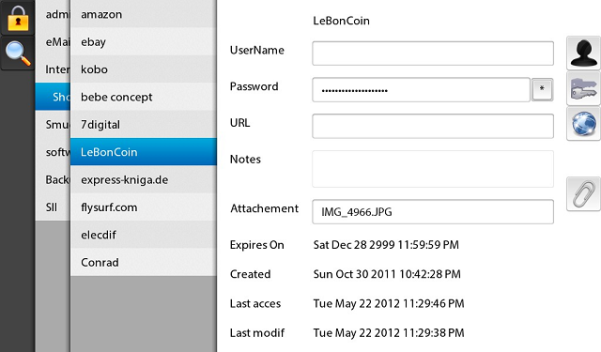 admi
eMai
Inter
Sho
Smu
softw
Back
SII
amazon
ebay
kobo
bebe concept
7digital
LeBonCoin
express-kniga.de
flysurf.com
elecdif
Conrad
LeBonCoin
UserName
Password •••••••••••••••••••• *
URL
Notes
Attachement IMG_4966.JPG
Expires On Sat Dec 28 2999 11:59:59 PM
Created Sun Oct 30 2011 10:42:28 PM
Last acces Tue May 22 2012 11:29:46 PM
Last modif Tue May 22 2012 11:29:38 PM